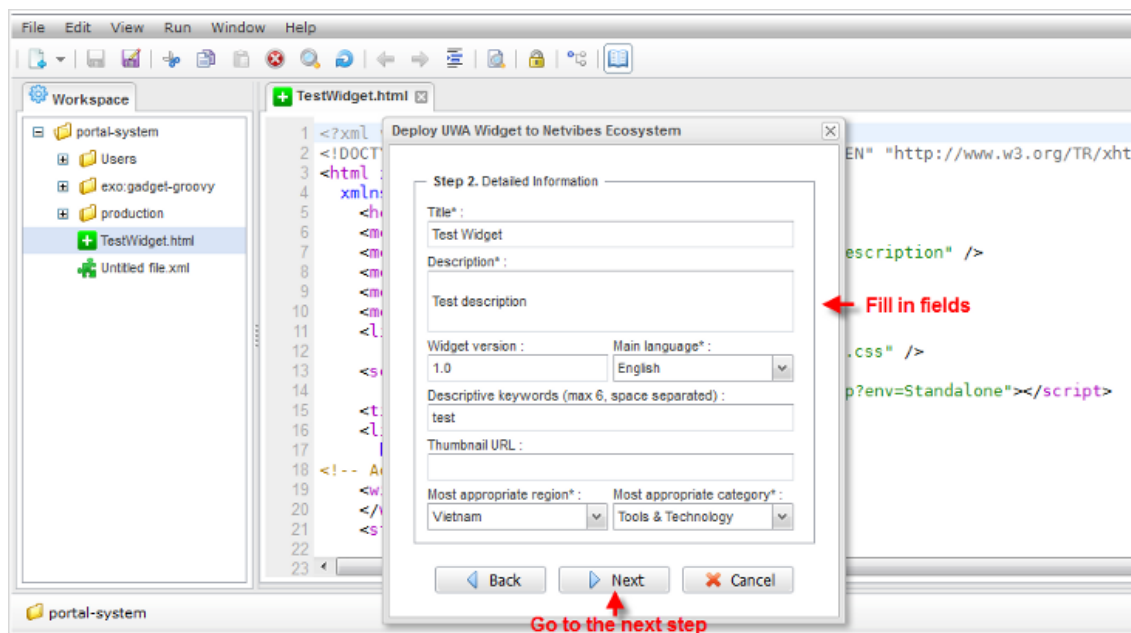 File Edit View Run Window Help
Workspace
TestWidget.html
portal-system
Users
exo:gadget-groovy
production
TestWidget.html
Untitled file.xml
1 <?xml
2 <!DOCT EN" "http://www.w3.org/TR/xht
3 <html
4 xmln
5 <h
6 <m
7 <m escription" />
8 <m
9 <m
10 <m
11 <l
12 .css" />
13 <s
14 p?env=Standalone"></script>
15 <t
16 <l
17
18 <!-- A
19 <w
20 </
21 <s
22
23
Deploy UWA Widget to Netvibes Ecosystem
Step 2. Detailed Information
Title* :
Test Widget
Description* :
Test description
Fill in fields
Widget version : Main language* :
1.0 English
Descriptive keywords (max 6, space separated) :
test
Thumbnail URL :
Most appropriate region* : Most appropriate category* :
Vietnam Tools & Technology
Back Next Cancel
portal-system
Go to the next step